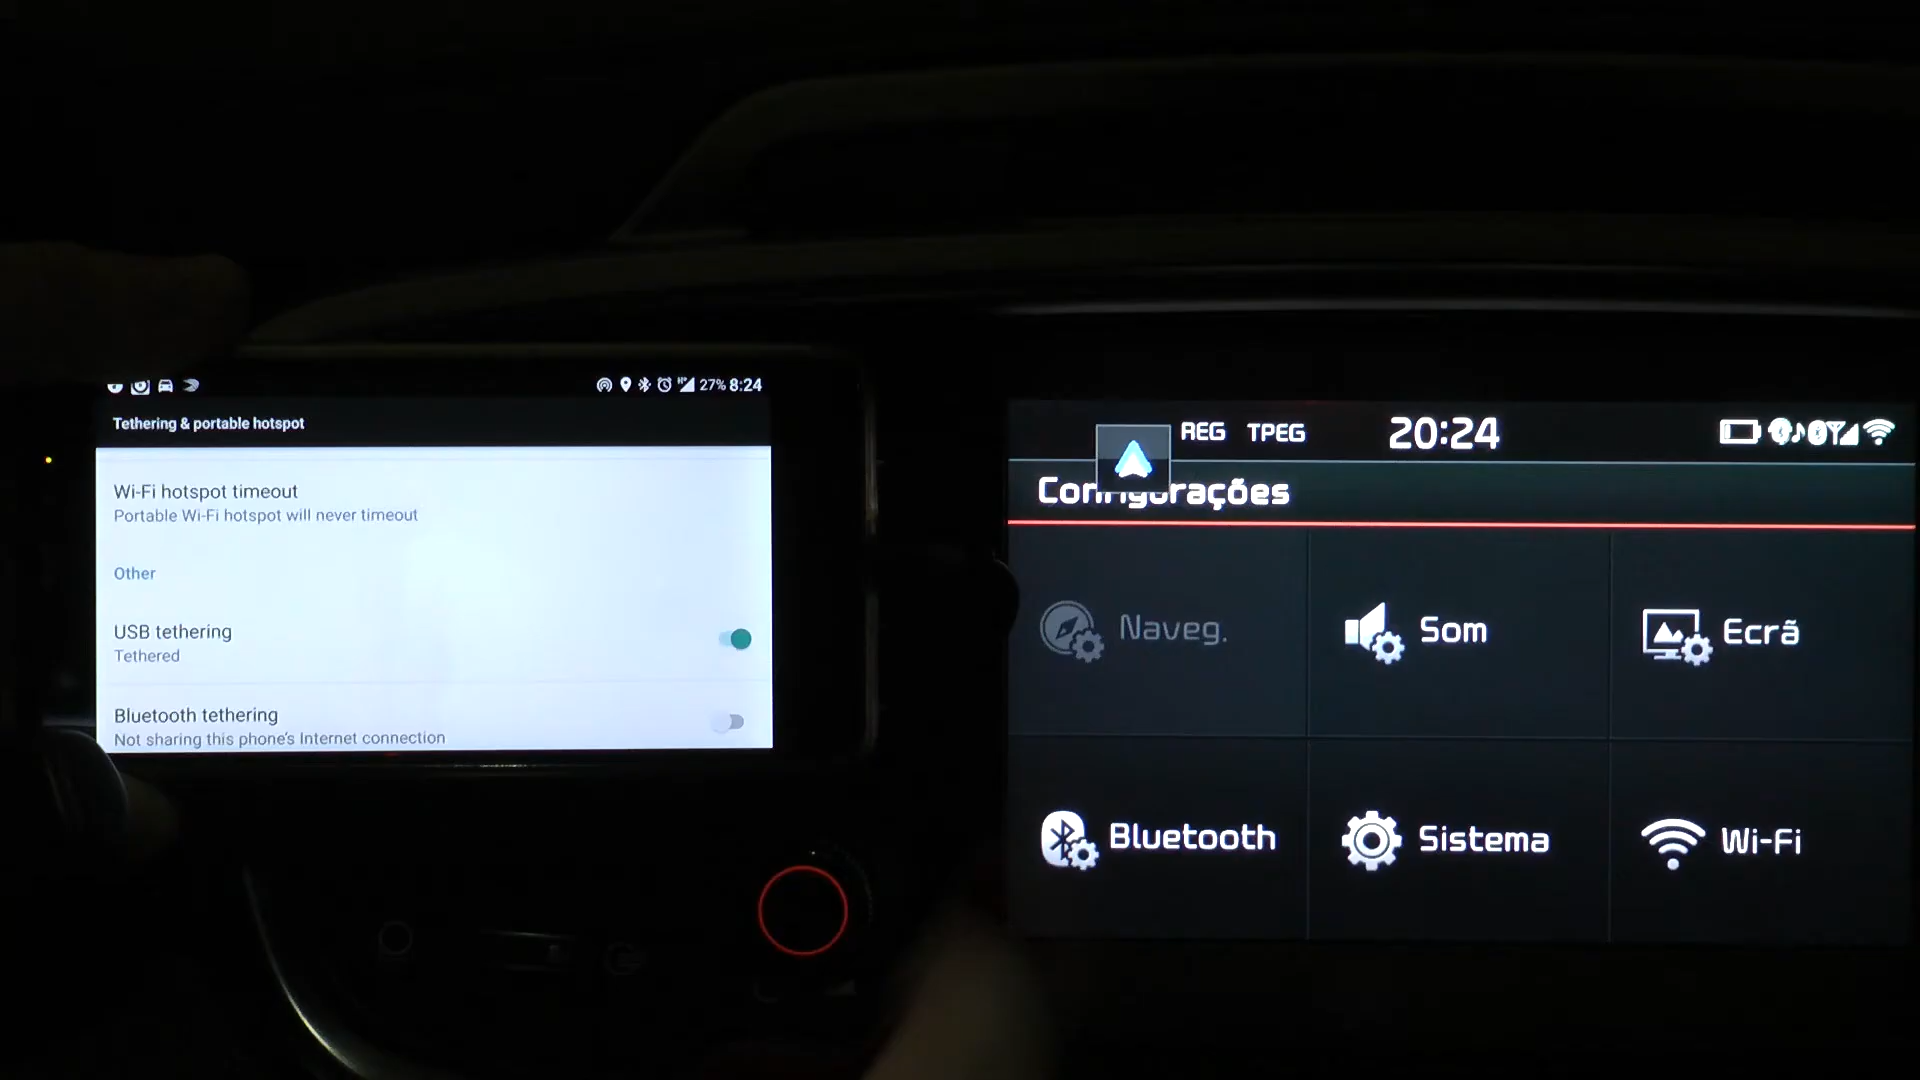 27% 8:24
Tethering & portable hotspot
Wi-Fi hotspot timeout
Portable Wi-Fi hotspot will never timeout
Other
USB tethering
Tethered
Bluetooth tethering
Not sharing this phone's Internet connection
REG TPEG 20:24
Configurações
Naveg.
Som
Ecrã
Bluetooth
Sistema
Wi-Fi